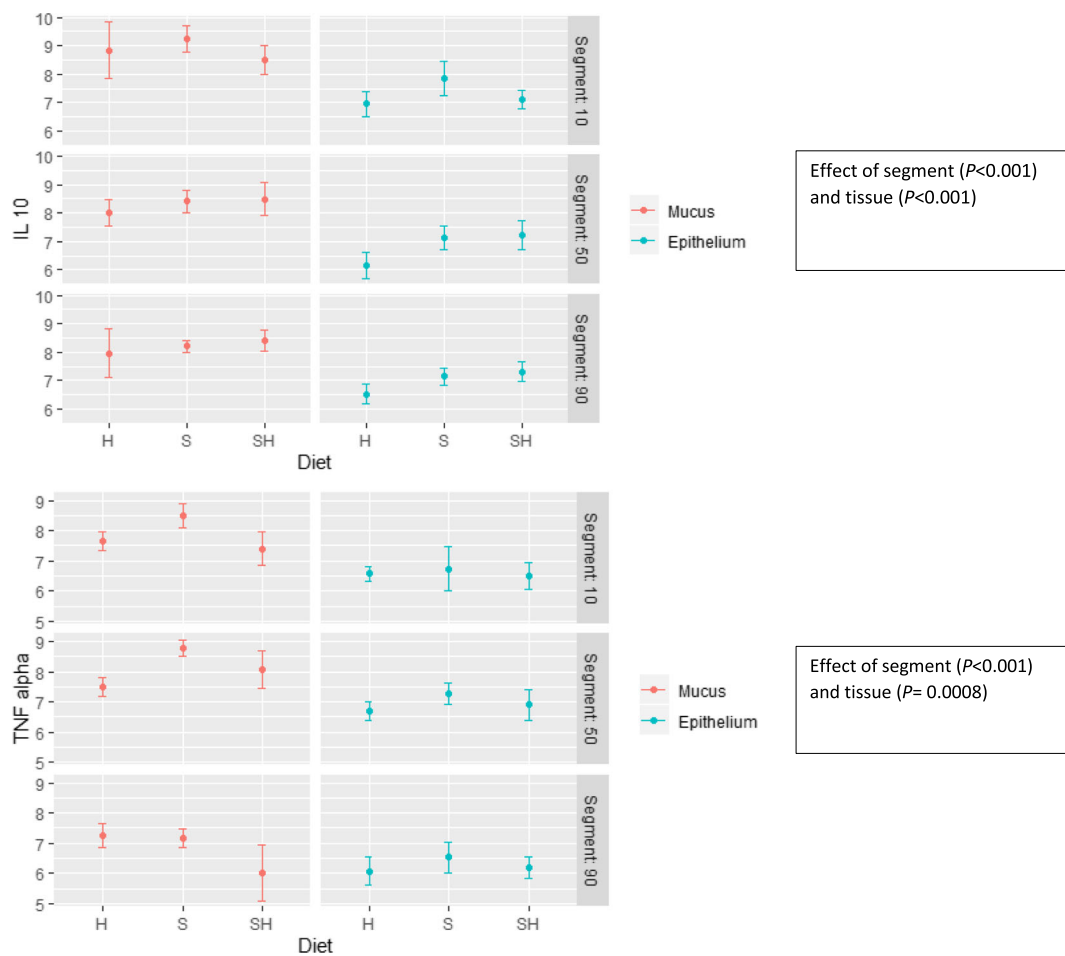 10
9
8
7
6
Segment: 10
10
9
8
7
6
Segment: 50
10
9
8
7
6
Segment: 90
IL 10
H S SH H S SH
Diet
Mucus
Epithelium
Effect of segment (P<0.001)
and tissue (P<0.001)
9
8
7
6
5
Segment: 10
9
8
7
6
5
Segment: 50
9
8
7
6
5
Segment: 90
TNF alpha
H S SH H S SH
Diet
Mucus
Epithelium
Effect of segment (P<0.001)
and tissue (P= 0.0008)